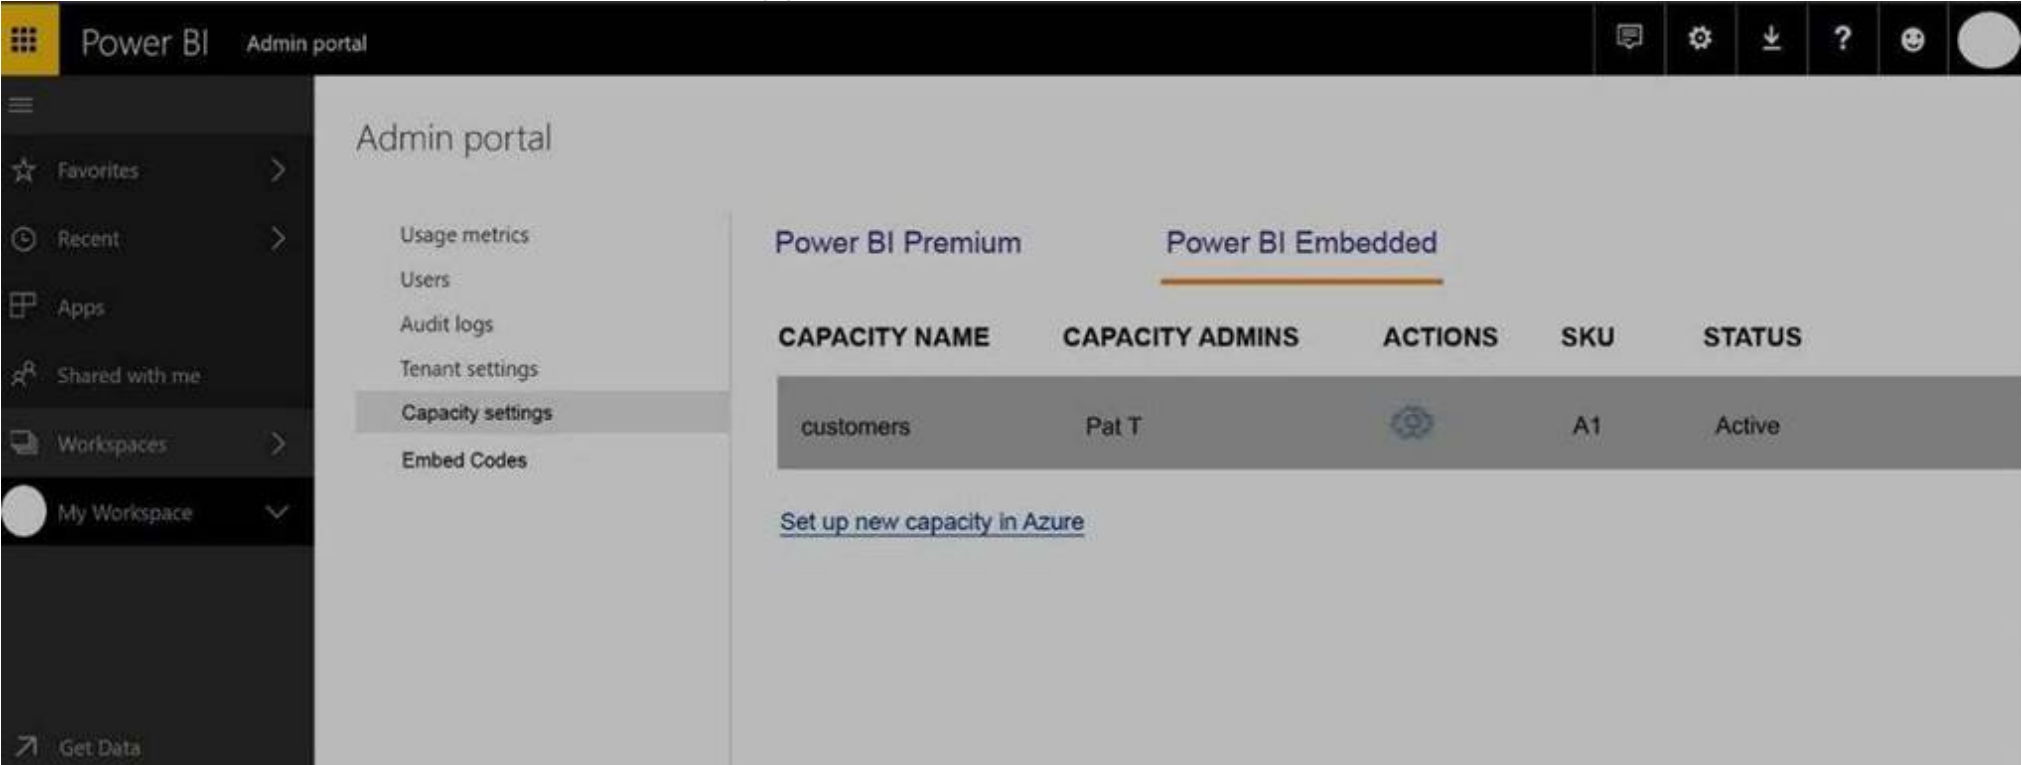 Power BI Admin portal ?
Favorites
Recent
Apps
Shared with me
Workspaces
My Workspace
Get Data
Admin portal
Usage metrics
Users
Audit logs
Tenant settings
Capacity settings
Embed Codes
Power BI Premium Power BI Embedded
CAPACITY NAME CAPACITY ADMINS ACTIONS SKU STATUS
customers Pat T A1 Active
Set up new capacity in Azure